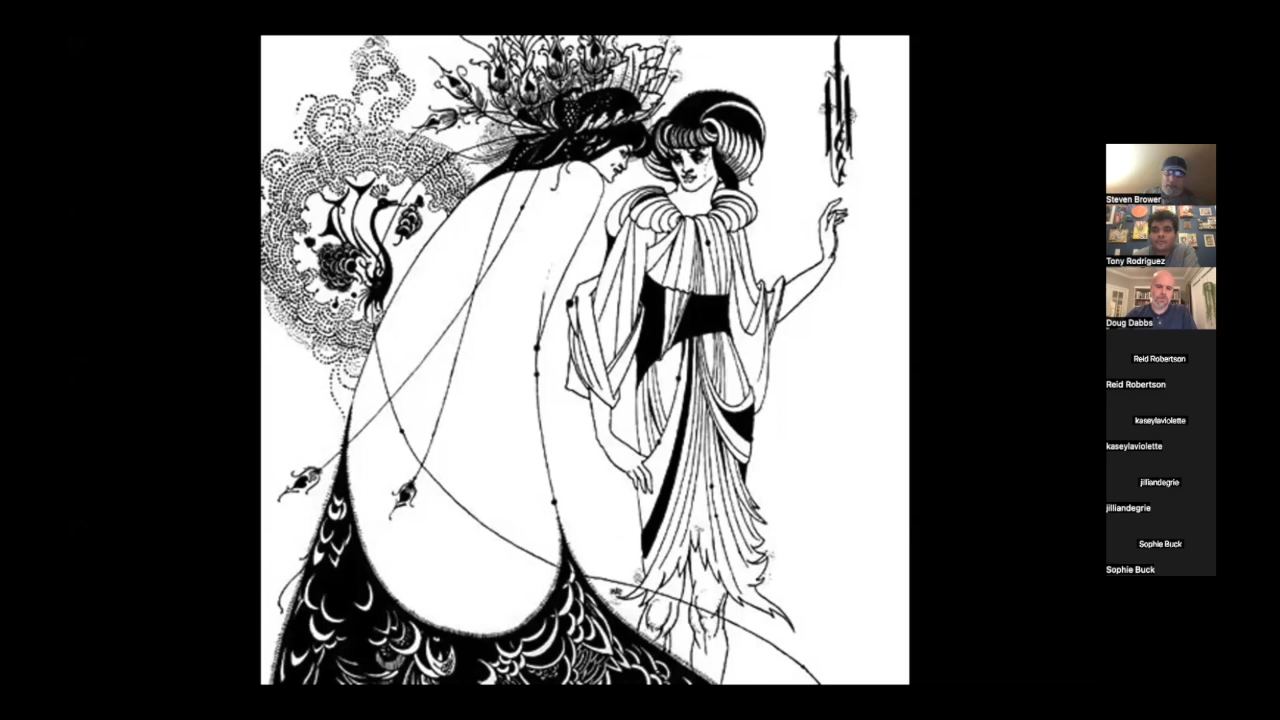 Steven Brower
Tony Rodriguez
Doug Dabbs
Reid Robertson
Reid Robertson
kaseylaviolette
kaseylaviolette
jilliandegrie
jilliandegrie
Sophie Buck
Sophie Buck